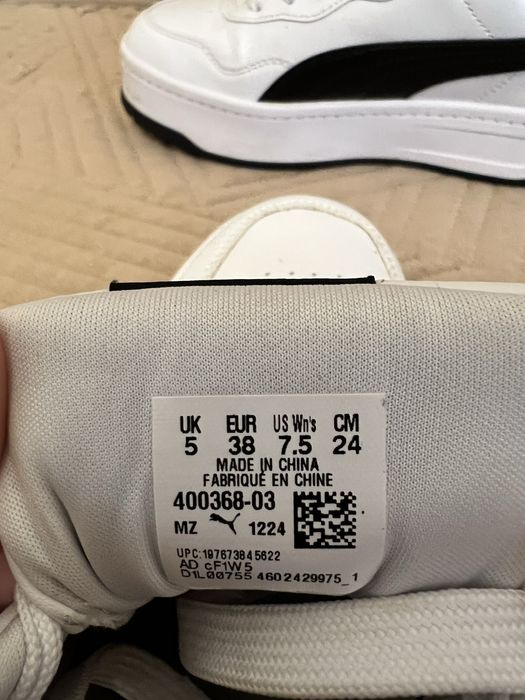 UK EUR US Wn's CM
5 38 7.5 24
MADE IN CHINA
FABRIQUÉ EN CHINE
400368-03
MZ 1224
UPC:197673845622
AD cF1W5
D1L00755 4602429975_1